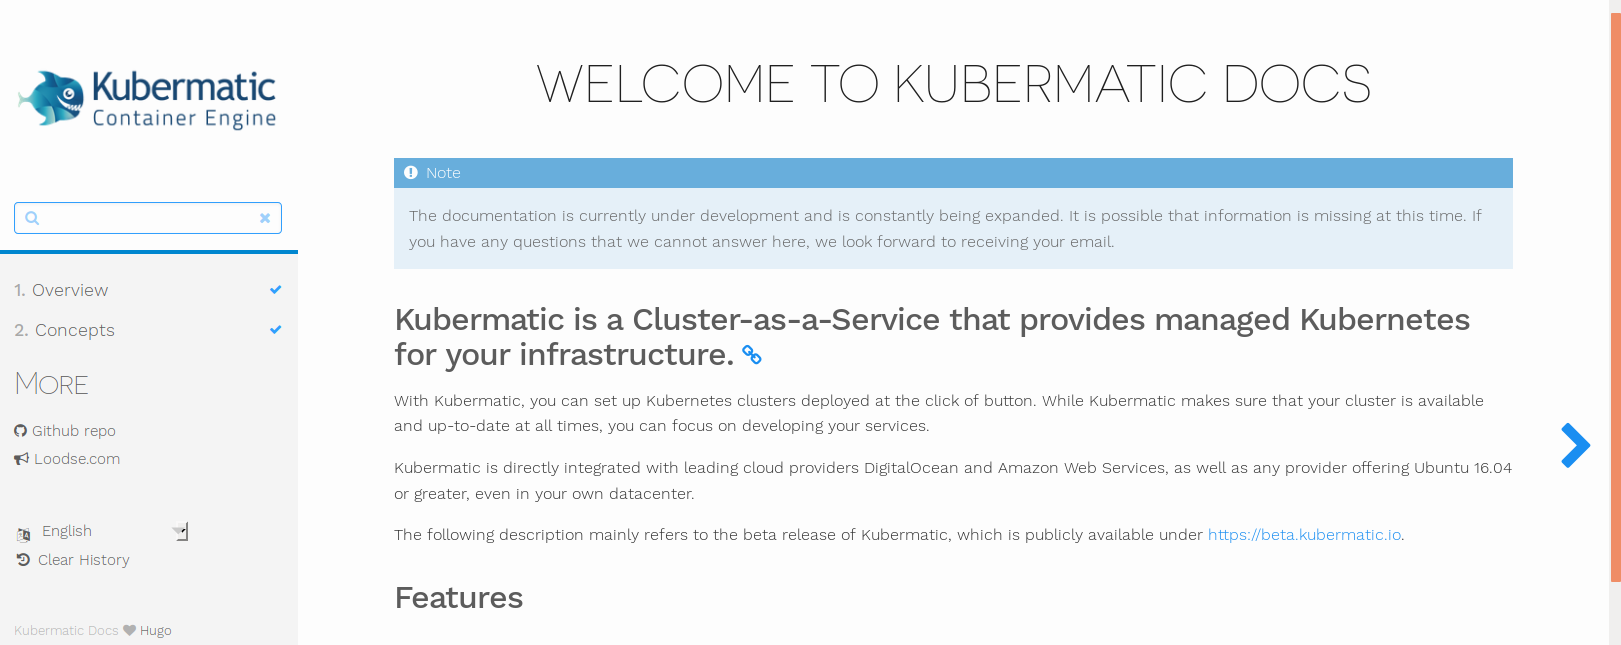 Kubermatic
Container Engine
1. Overview
2. Concepts
More
Github repo
Loodse.com
English
Clear History
Kubermatic Docs Hugo
WELCOME TO KUBERMATIC DOCS
Note
The documentation is currently under development and is constantly being expanded. It is possible that information is missing at this time. If
you have any questions that we cannot answer here, we look forward to receiving your email.
Kubermatic is a Cluster-as-a-Service that provides managed Kubernetes
for your infrastructure.
With Kubermatic, you can set up Kubernetes clusters deployed at the click of button. While Kubermatic makes sure that your cluster is available
and up-to-date at all times, you can focus on developing your services.
Kubermatic is directly integrated with leading cloud providers DigitalOcean and Amazon Web Services, as well as any provider offering Ubuntu 16.04
or greater, even in your own datacenter.
The following description mainly refers to the beta release of Kubermatic, which is publicly available under https://beta.kubermatic.io.
Features